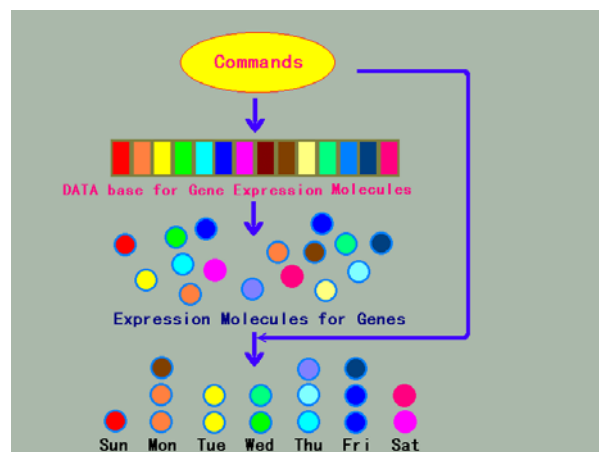 Commands
DATA base for Gene Expression Molecules
Expression Molecules for Genes
Sun Mon Tue Wed Thu Fri Sat